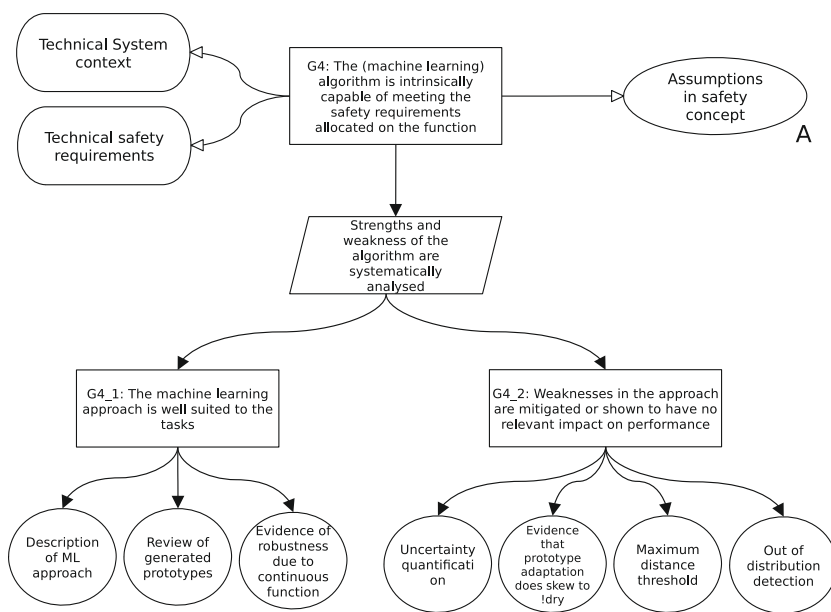 Technical System
context
G4: The (machine learning)
algorithm is intrinsically
capable of meeting the
safety requirements
allocated on the function
Assumptions
in safety
concept
A
Technical safety
requirements
Strengths and
weakness of the
algorithm are
systematically
analysed
G4_1: The machine learning
approach is well suited to the
tasks
G4_2: Weaknesses in the approach
are mitigated or shown to have no
relevant impact on performance
Description
of ML
approach
Review of
generated
prototypes
Evidence of
robustness
due to
continuous
function
Uncertainty
quantificati
on
Evidence
that
prototype
adaptation
does skew to
!dry
Maximum
distance
threshold
Out of
distribution
detection